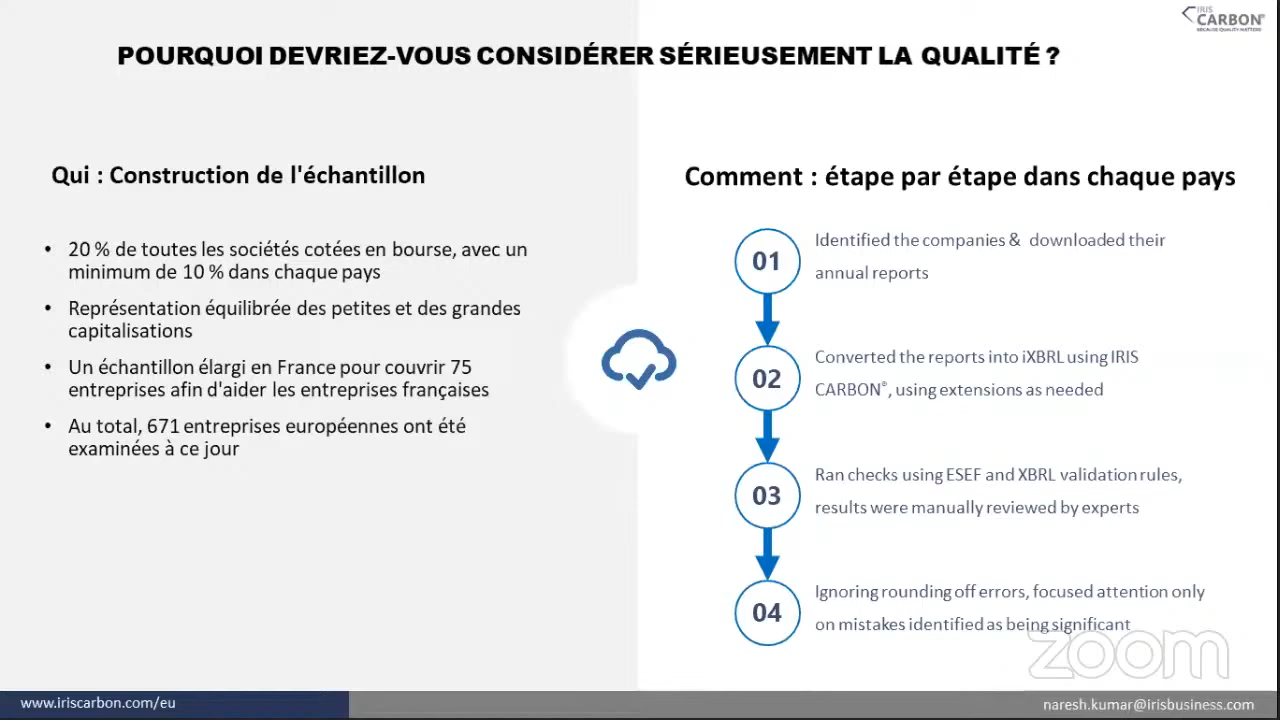 IRIS
CARBON®
BECAUSE QUALITY MATTERS
POURQUOI DEVRIEZ-VOUS CONSIDÉRER SÉRIEUSEMENT LA QUALITÉ ?
Qui : Construction de l'échantillon
• 20 % de toutes les sociétés cotées en bourse, avec un
minimum de 10 % dans chaque pays
• Représentation équilibrée des petites et des grandes
capitalisations
• Un échantillon élargi en France pour couvrir 75
entreprises afin d'aider les entreprises françaises
• Au total, 671 entreprises européennes ont été
examinées à ce jour
Comment : étape par étape dans chaque pays
01
Identified the companies & downloaded their
annual reports
02
Converted the reports into iXBRL using IRIS
CARBON®, using extensions as needed
03
Ran checks using ESEF and XBRL validation rules,
results were manually reviewed by experts
04
Ignoring rounding off errors, focused attention only
on mistakes identified as being significant
zoom
www.iriscarbon.com/eu
naresh.kumar@irisbusiness.com